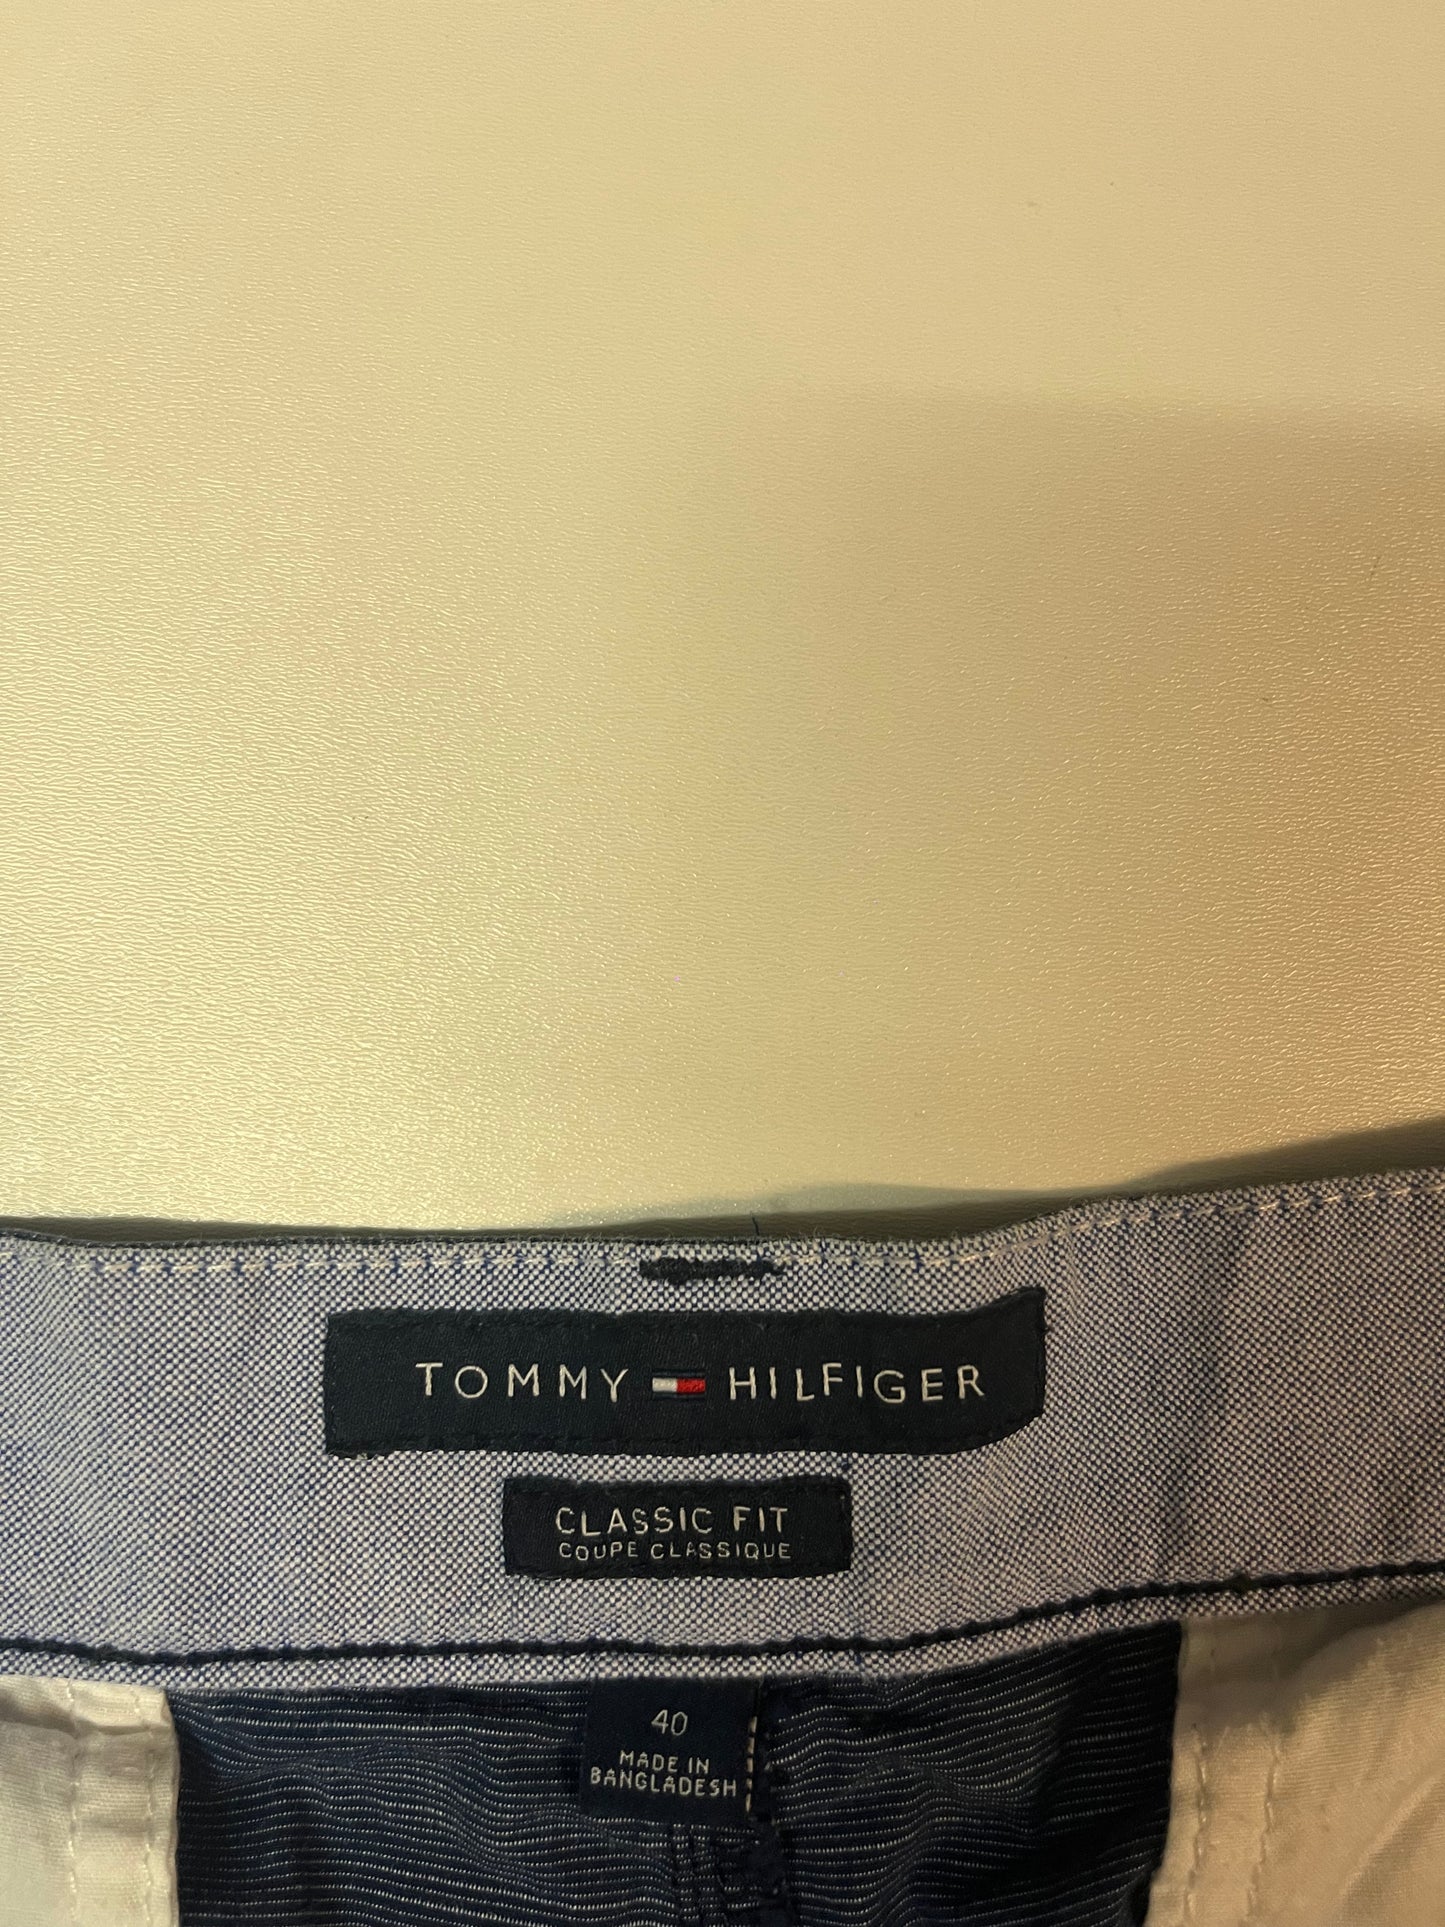 TOMMY HILFIGER
CLASSIC FIT
COUPE CLASSIQUE
40
MADE IN
BANGLADESH